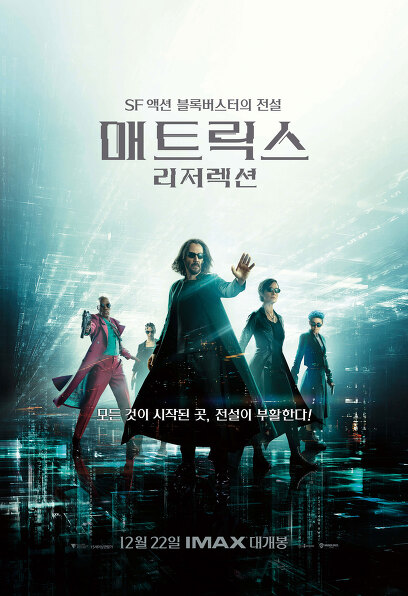 SF 액션 블록버스터의 전설
매트릭스
리저렉션
모든 것이 시작된 곳, 전설이 부활한다!
12월 22일 IMAX 대개봉